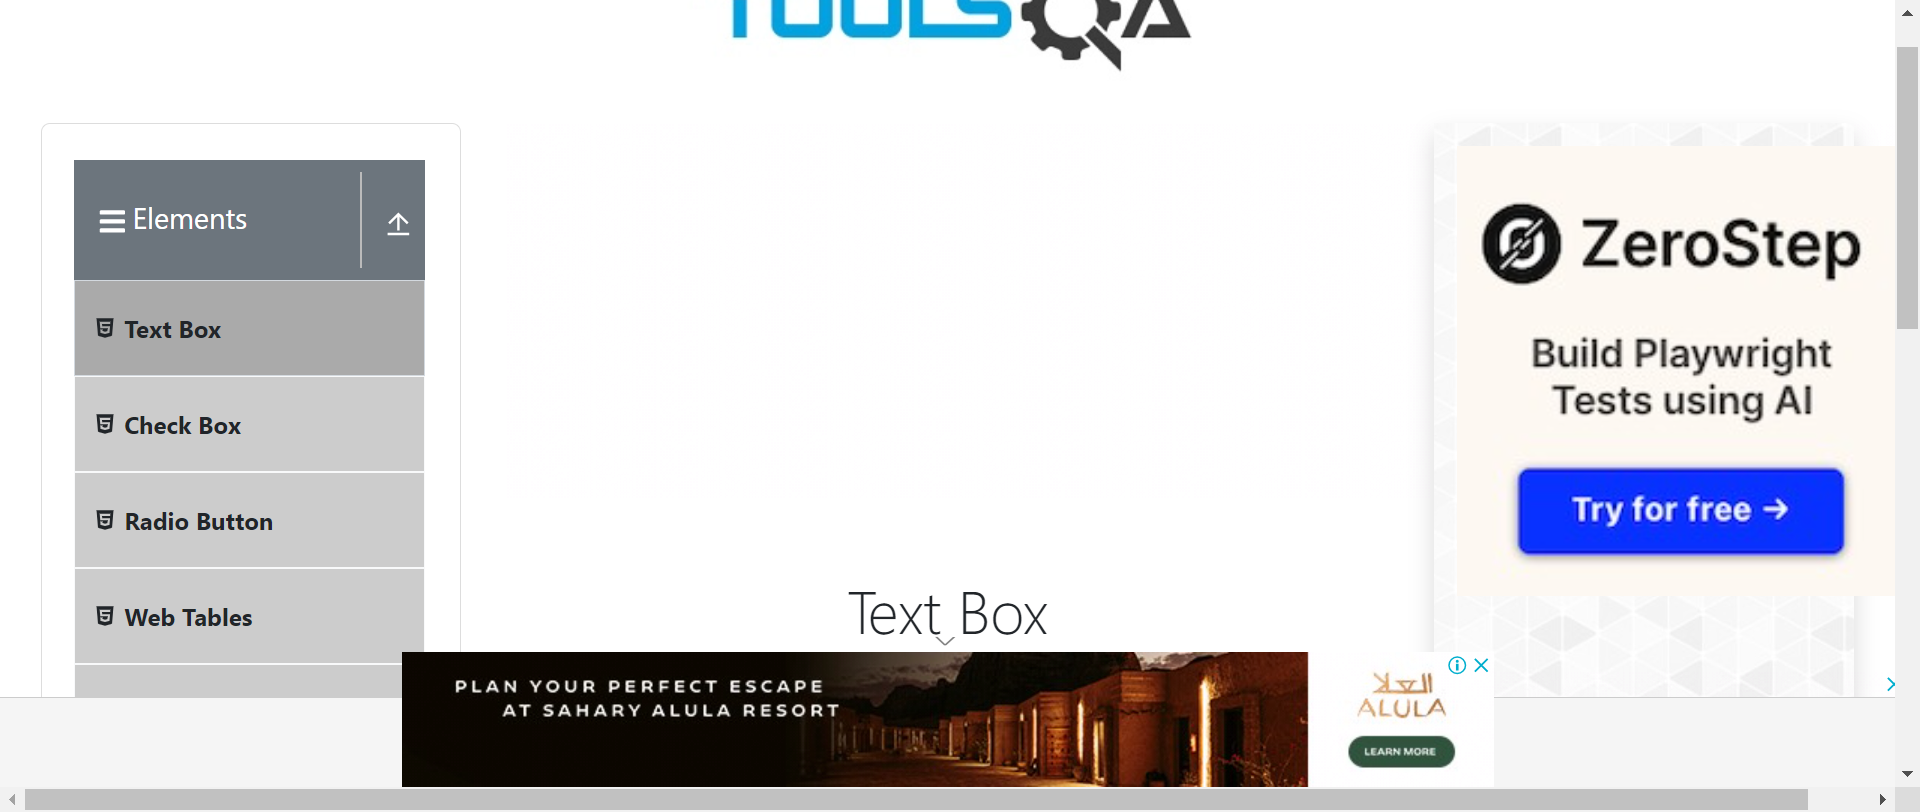 TOOLSQA
Elements
Text Box
Check Box
Radio Button
Web Tables
Text Box
ZeroStep
Build Playwright
Tests using AI
Try for free →
PLAN YOUR PERFECT ESCAPE
AT SAHARY ALULA RESORT
العلا
ALULA
LEARN MORE